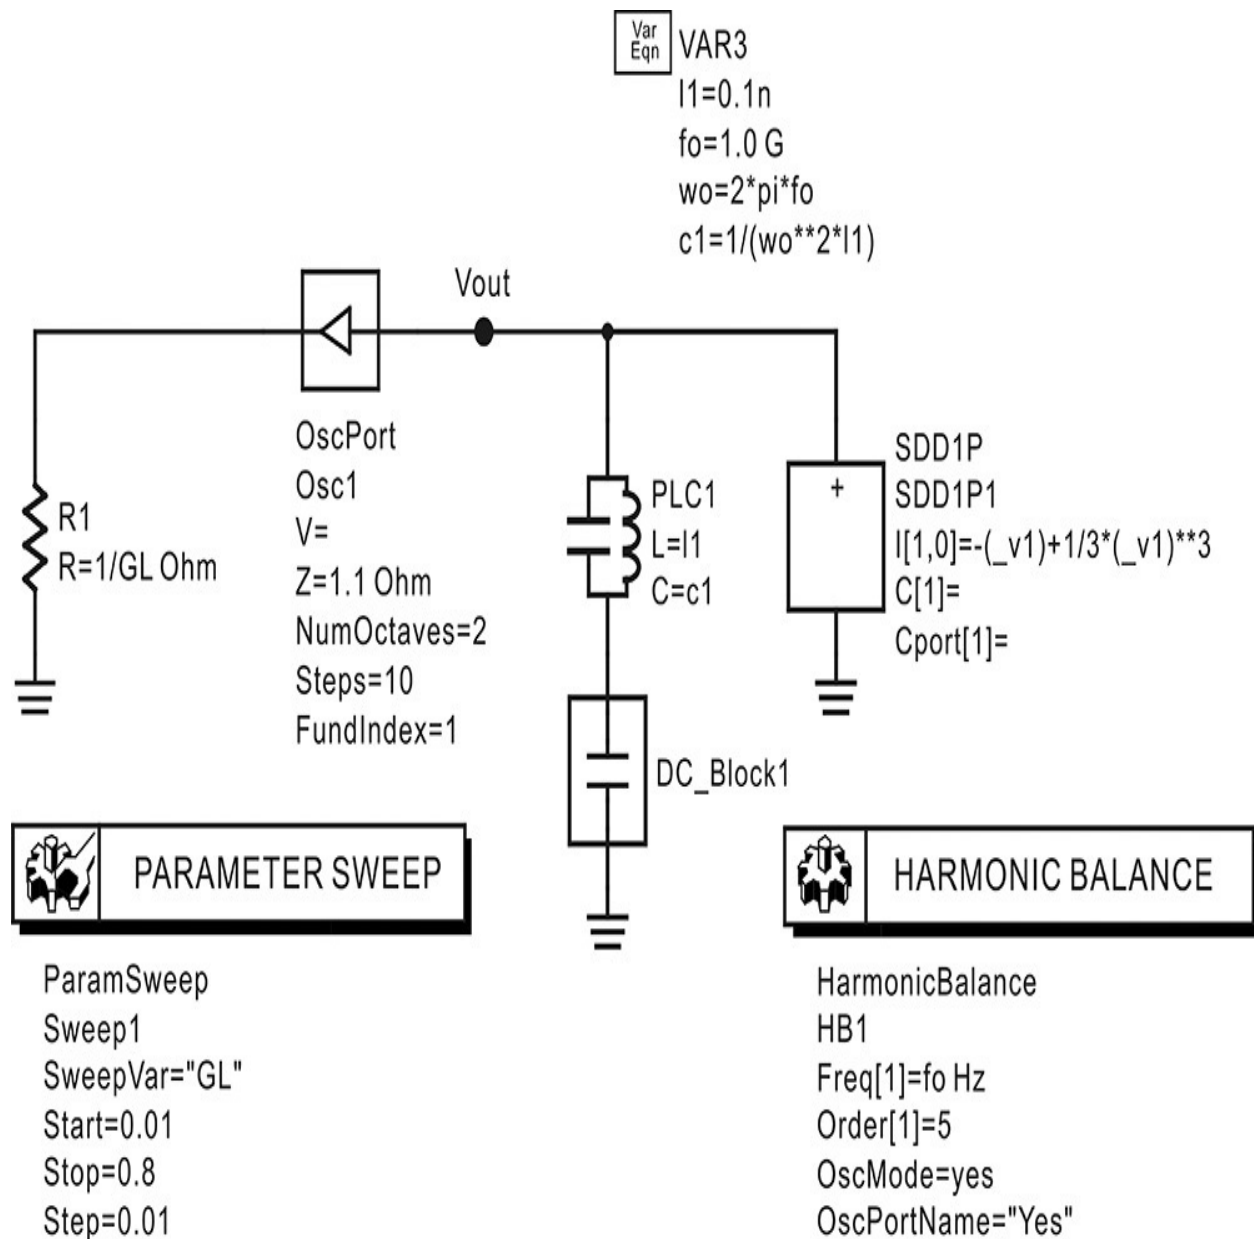 Var
Eqn
VAR3
l1=0.1n
fo=1.0 G
wo=2*pi*fo
c1=1/(wo**2*l1)
Vout
OscPort
Osc1
V=
Z=1.1 Ohm
NumOctaves=2
Steps=10
FundIndex=1
R1
R=1/GL Ohm
PLC1
L=l1
C=c1
SDD1P
+
SDD1P1
I[1,0]=-(_v1)+1/3*(_v1)**3
C[1]=
Cport[1]=
DC_Block1
PARAMETER SWEEP
ParamSweep
Sweep1
SweepVar="GL"
Start=0.01
Stop=0.8
Step=0.01
HARMONIC BALANCE
HarmonicBalance
HB1
Freq[1]=fo Hz
Order[1]=5
OscMode=yes
OscPortName="Yes"